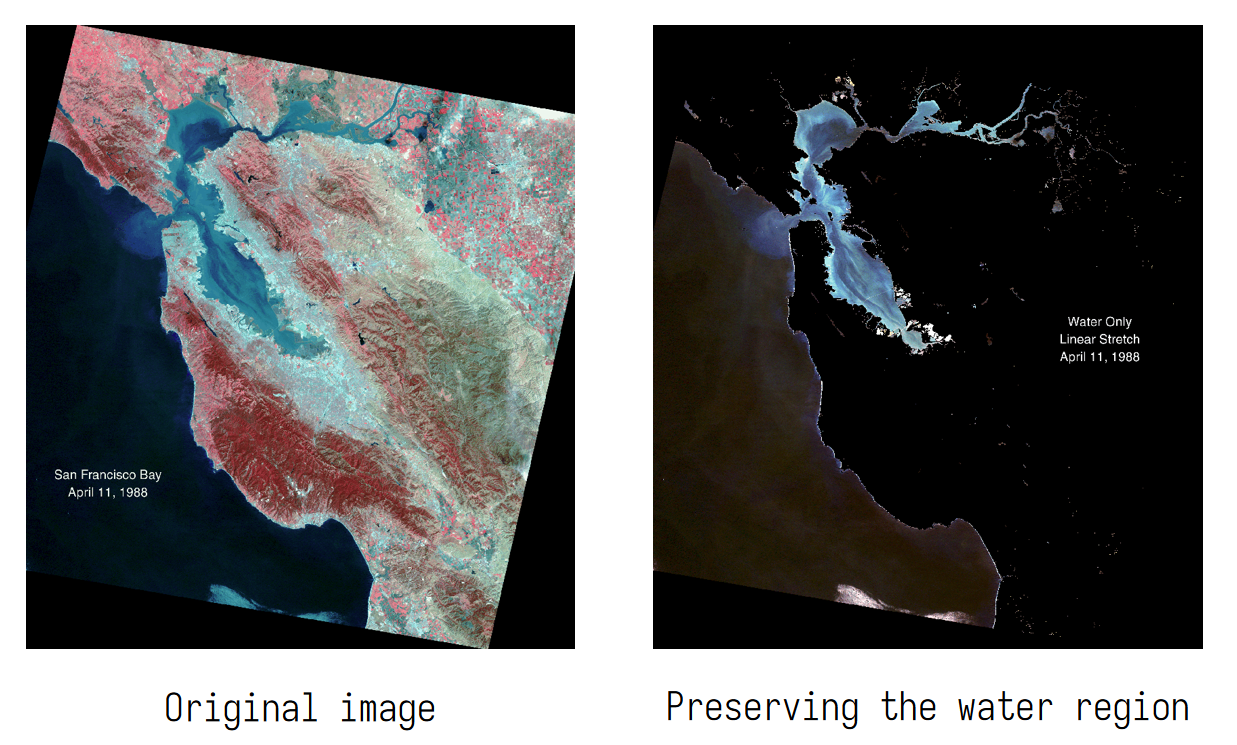 San Francisco Bay
April 11, 1988
Water Only
Linear Stretch
April 11, 1988
Original image
Preserving the water region